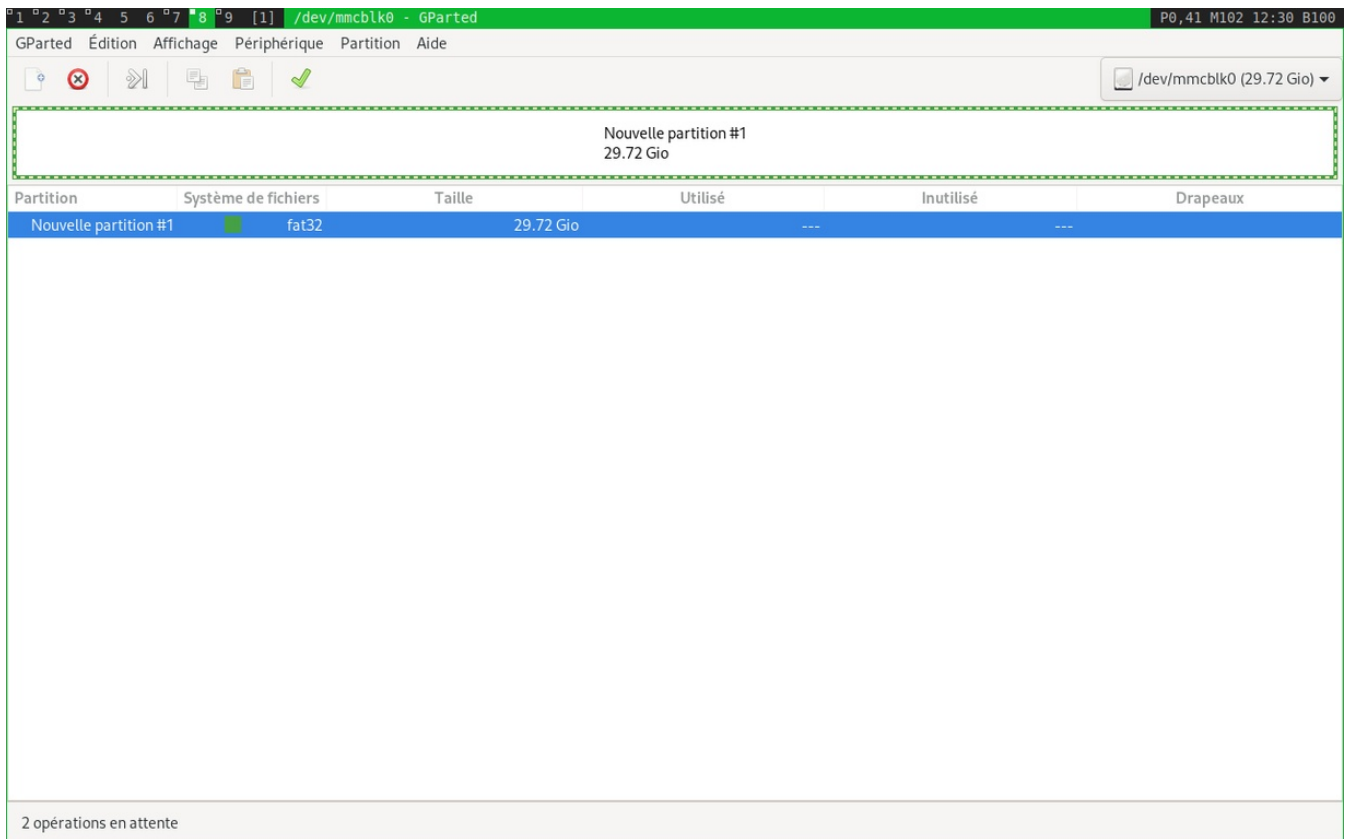 1 2 3 4 5 6 7 8 9 [1] /dev/mmcblk0 - GParted P0,41 M102 12:30 B100
GParted Édition Affichage Périphérique Partition Aide
/dev/mmcblk0 (29.72 Gio)
Nouvelle partition #1
29.72 Gio
Partition Système de fichiers Taille Utilisé Inutilisé Drapeaux
Nouvelle partition #1 fat32 29.72 Gio --- ---
2 opérations en attente